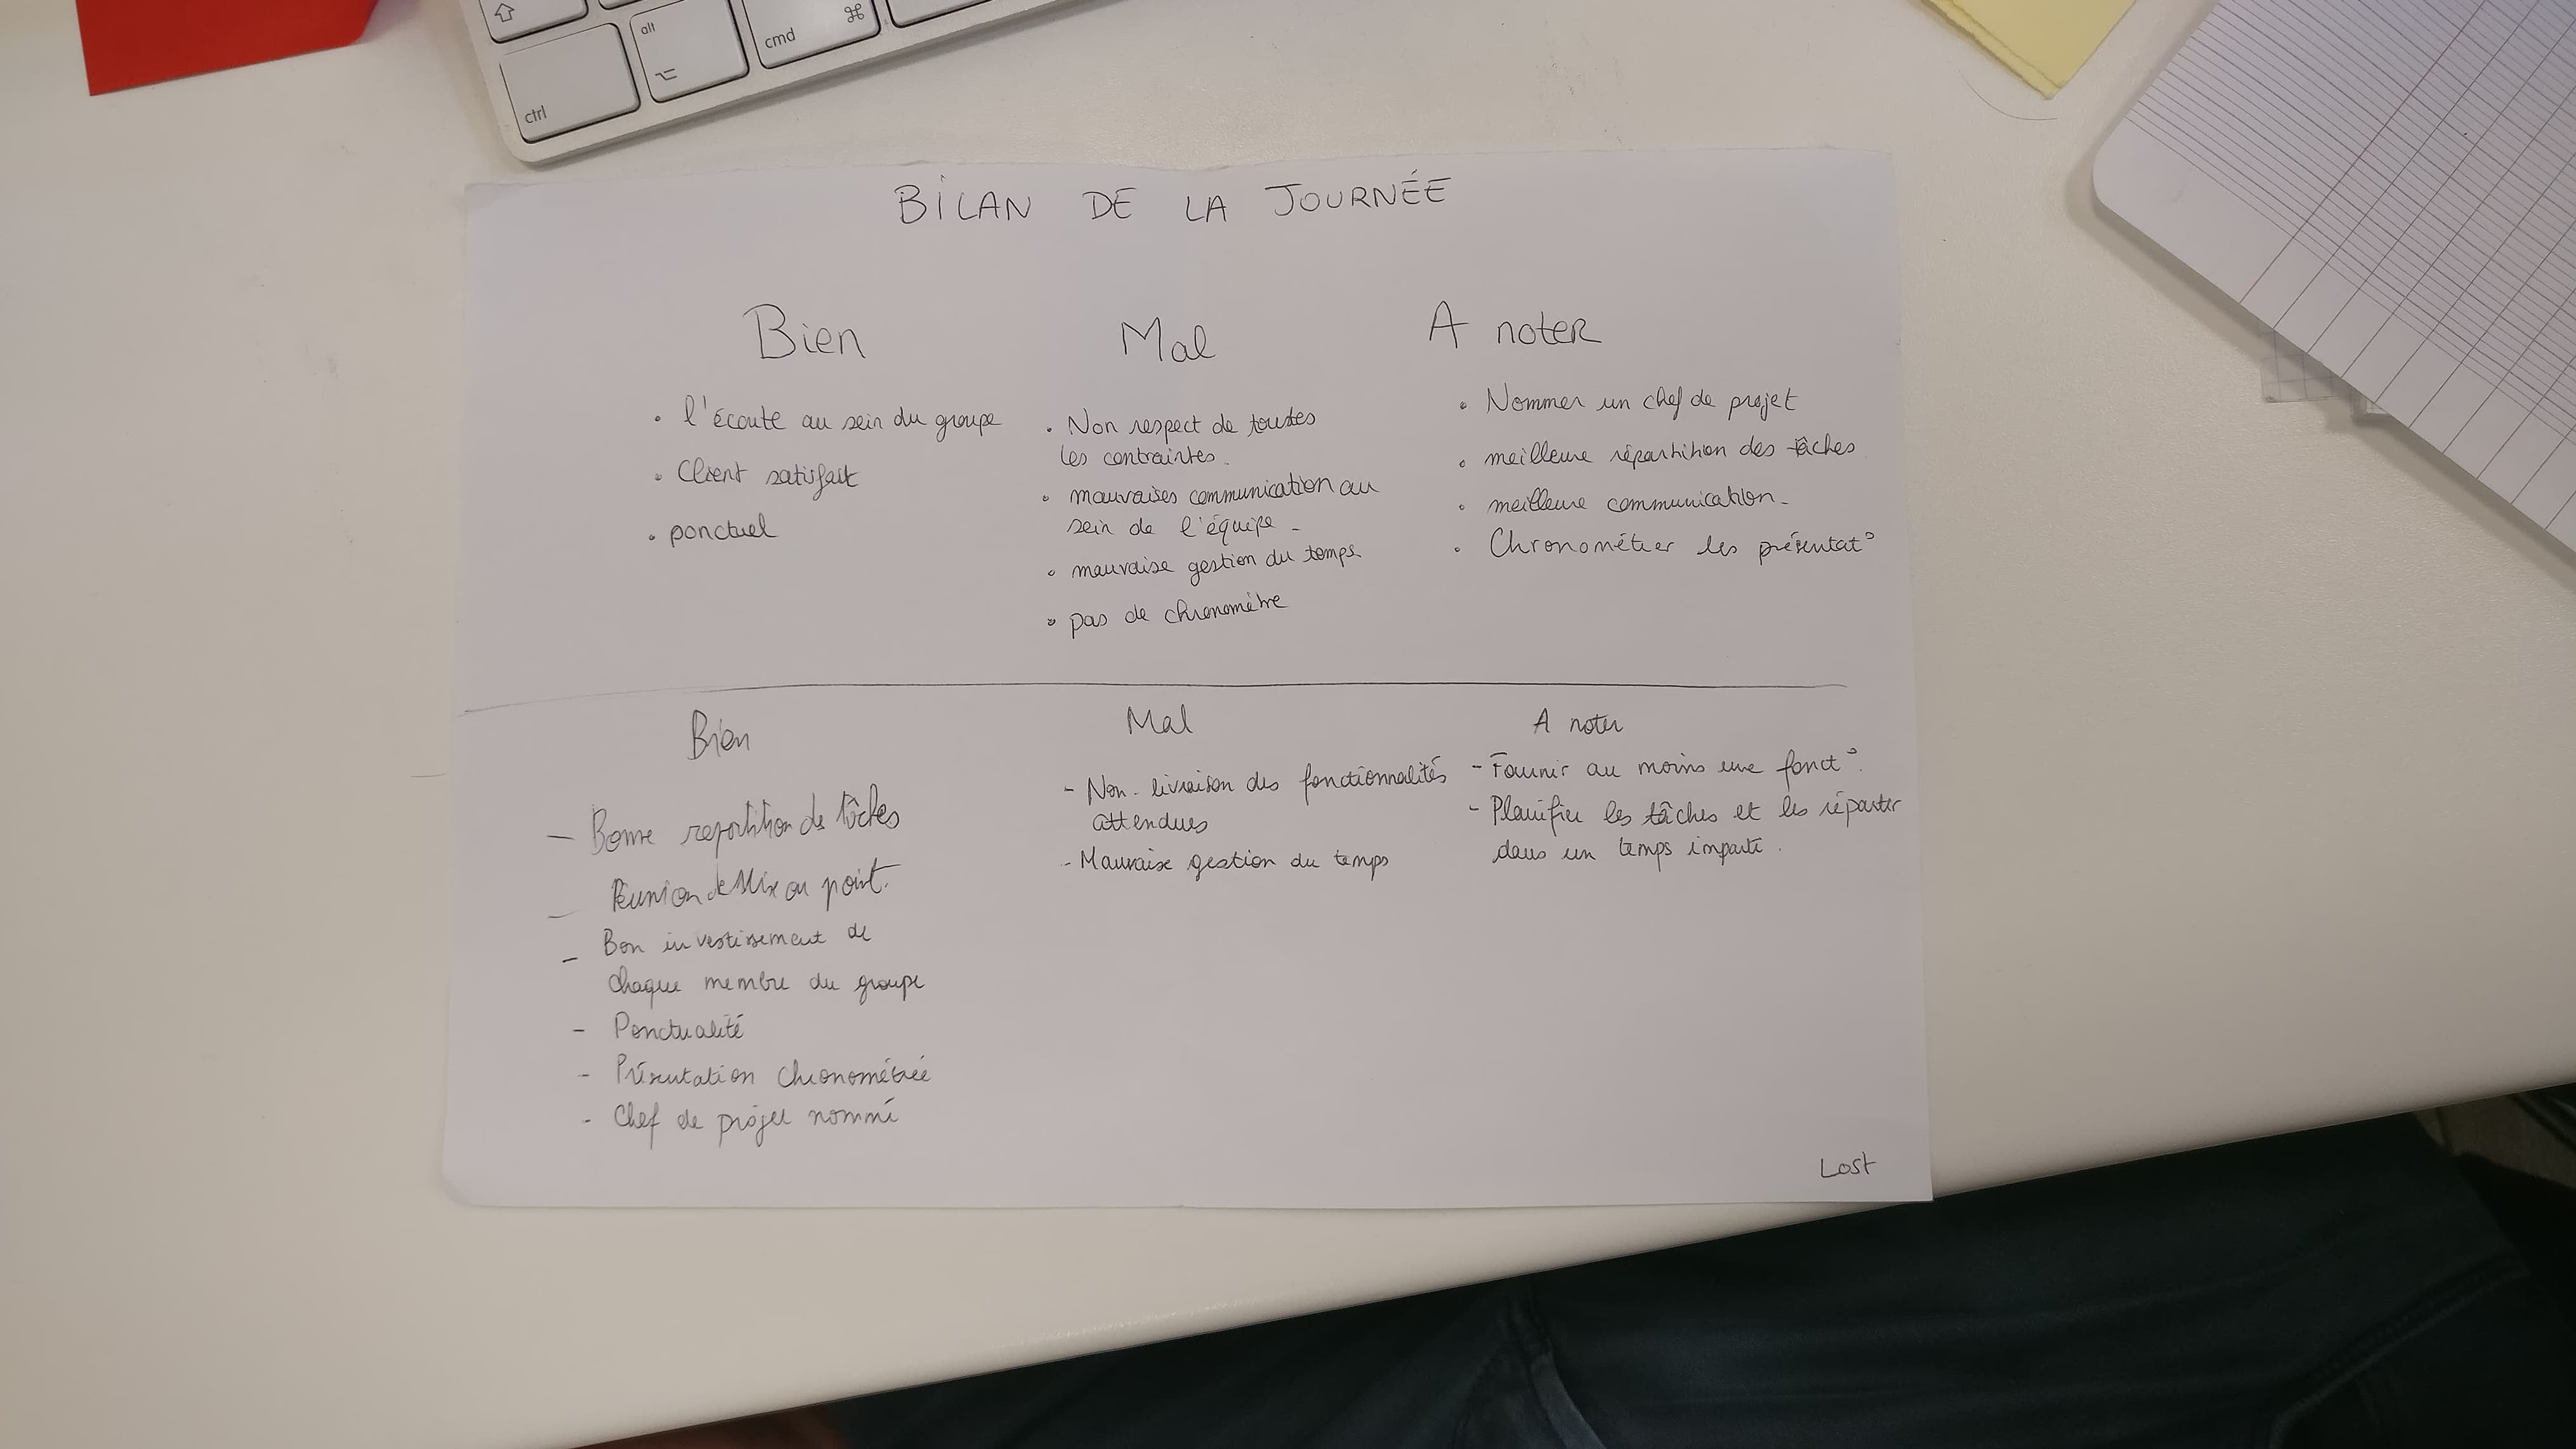 alt
cmd ⌘
ctrl
BILAN DE LA JOURNÉE
Bien
• l'écoute au sein du groupe
• Client satisfait
• ponctuel
Mal
• Non respect de toutes
les contraintes.
• mauvaises communication au
sein de l'équipe -
• mauvaise gestion du temps
• pas de chronomètre
A noter
• Nommer un chef de projet
• meilleure répartition des tâches
• meilleure communication -
• Chronométrer les présentat°
Bien
- Bonne repartition des tâches
- Réunion de Mise au point.
- Bon investissement de
chaque membre du groupe
- Ponctualité
- Présentation chronométrée
- Chef de projet nommé
Mal
- Non-livraison des fonctionnalités
attendues
- Mauvaise gestion du temps
A noter
- Fournir au moins une fonct°.
- Planifier les tâches et les répartir
dans un temps imparti.
Lost